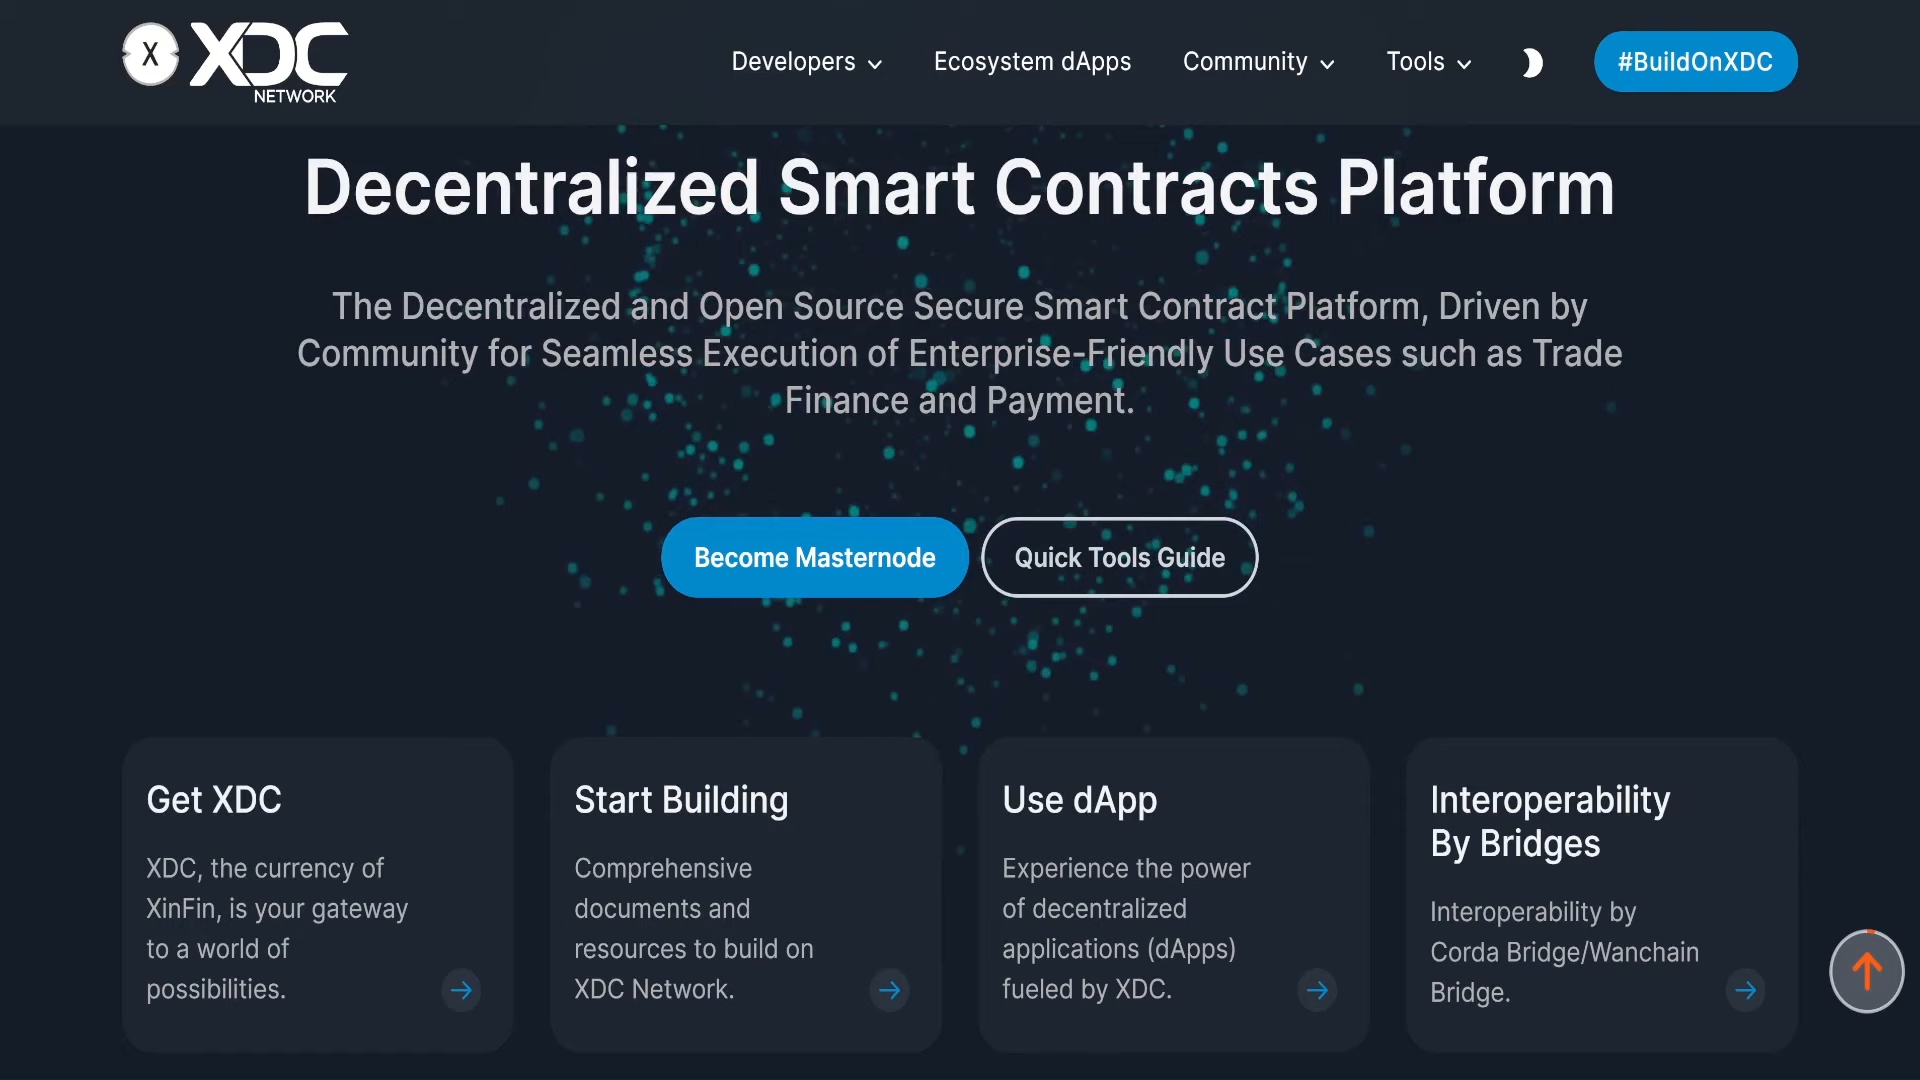 X XDC
NETWORK
Developers Ecosystem dApps Community Tools #BuildOnXDC
Decentralized Smart Contracts Platform
The Decentralized and Open Source Secure Smart Contract Platform, Driven by
Community for Seamless Execution of Enterprise-Friendly Use Cases such as Trade
Finance and Payment.
Become Masternode Quick Tools Guide
Get XDC
XDC, the currency of
XinFin, is your gateway
to a world of
possibilities.
Start Building
Comprehensive
documents and
resources to build on
XDC Network.
Use dApp
Experience the power
of decentralized
applications (dApps)
fueled by XDC.
Interoperability
By Bridges
Interoperability by
Corda Bridge/Wanchain
Bridge.